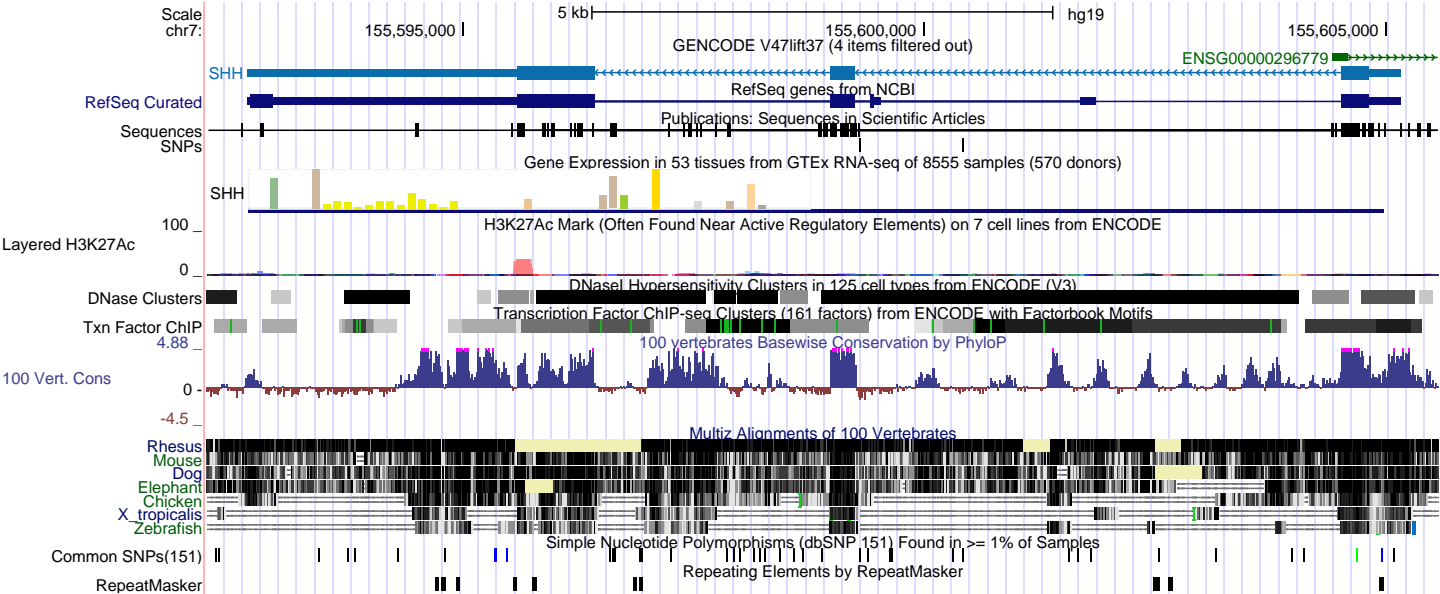 Scale 5 kb hg19
chr7: 155,595,000 155,600,000 155,605,000
GENCODE V47lift37 (4 items filtered out)
ENSG00000296779
SHH
RefSeq genes from NCBI
RefSeq Curated
Publications: Sequences in Scientific Articles
Sequences
SNPs
Gene Expression in 53 tissues from GTEx RNA-seq of 8555 samples (570 donors)
SHH
H3K27Ac Mark (Often Found Near Active Regulatory Elements) on 7 cell lines from ENCODE
100 _
Layered H3K27Ac
0 _
DNaseI Hypersensitivity Clusters in 125 cell types from ENCODE (V3)
DNase Clusters
Transcription Factor ChIP-seq Clusters (161 factors) from ENCODE with Factorbook Motifs
Txn Factor ChIP
100 vertebrates Basewise Conservation by PhyloP
4.88 _
100 Vert. Cons
0 -
-4.5 _
Multiz Alignments of 100 Vertebrates
Rhesus
Mouse
Dog
Elephant
Chicken
X_tropicalis
Zebrafish
Simple Nucleotide Polymorphisms (dbSNP 151) Found in >= 1% of Samples
Common SNPs(151)
Repeating Elements by RepeatMasker
RepeatMasker